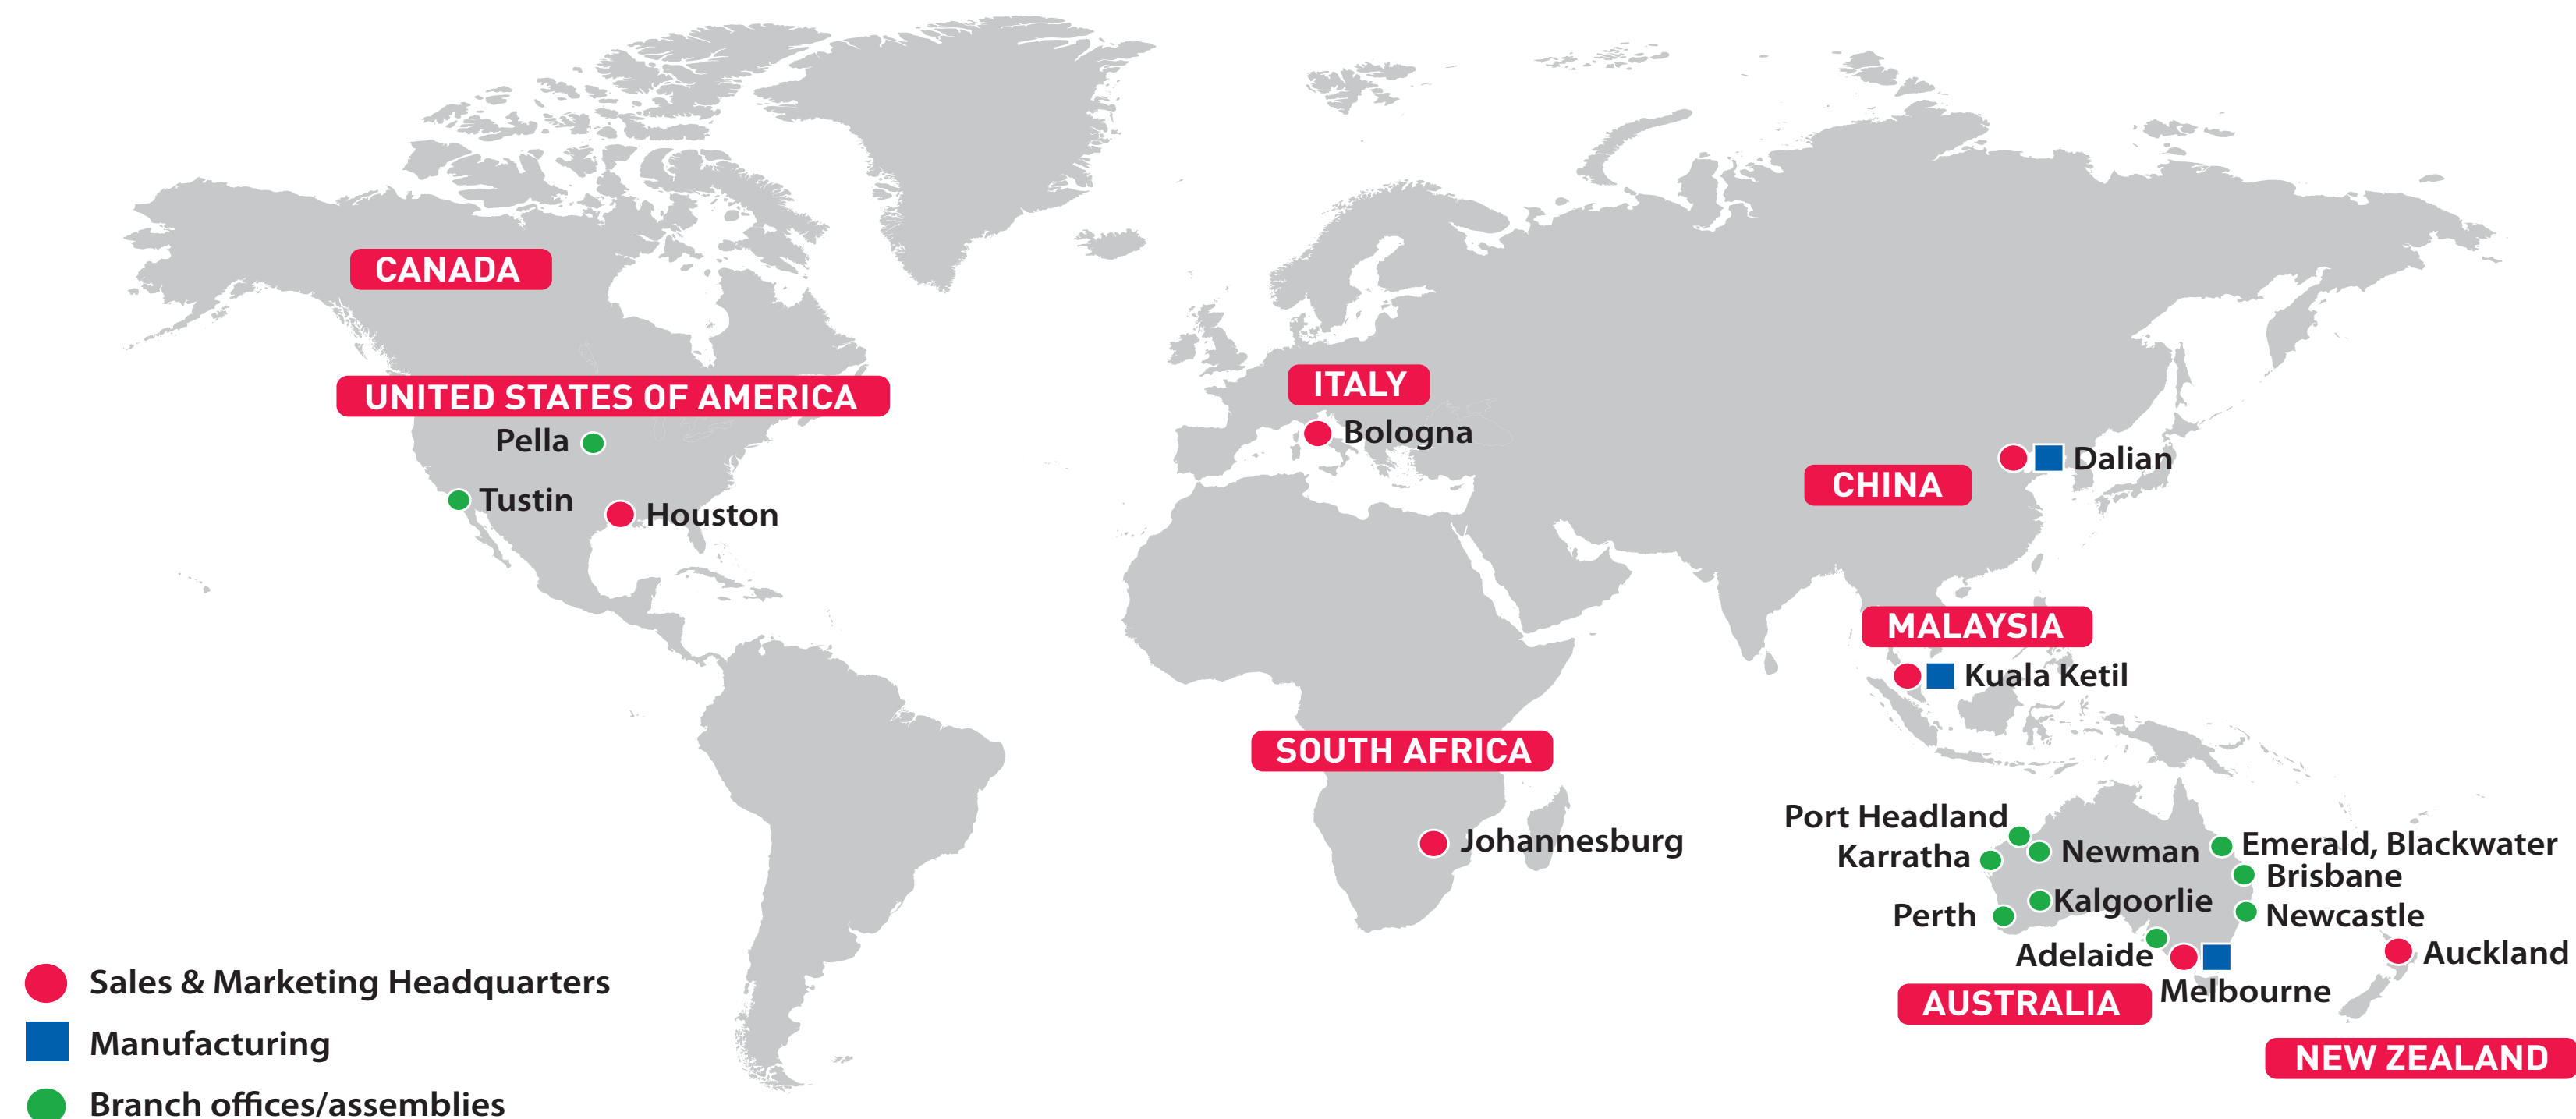 CANADA
UNITED STATES OF AMERICA
Pella
Tustin
Houston
ITALY
Bologna
CHINA
Dalian
MALAYSIA
Kuala Ketil
SOUTH AFRICA
Johannesburg
Port Headland
Karratha
Newman
Emerald, Blackwater
Brisbane
Kalgoorlie
Perth
Newcastle
Adelaide
Auckland
Melbourne
AUSTRALIA
NEW ZEALAND
Sales & Marketing Headquarters
Manufacturing
Branch offices/assemblies